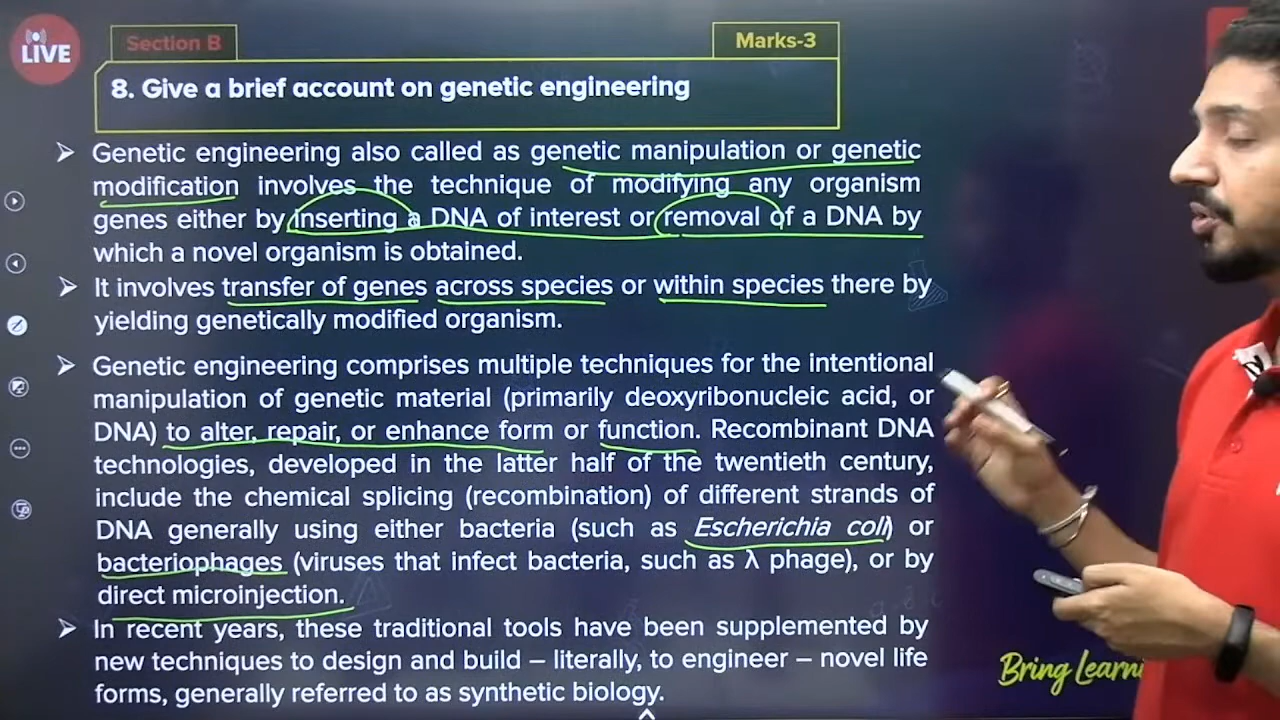 LIVE
Section B
Marks-3
8. Give a brief account on genetic engineering
Genetic engineering also called as genetic manipulation or genetic
modification involves the technique of modifying any organism
genes either by inserting a DNA of interest or removal of a DNA by
which a novel organism is obtained.
It involves transfer of genes across species or within species there by
yielding genetically modified organism.
Genetic engineering comprises multiple techniques for the intentional
manipulation of genetic material (primarily deoxyribonucleic acid, or
DNA) to alter, repair, or enhance form or function. Recombinant DNA
technologies, developed in the latter half of the twentieth century,
include the chemical splicing (recombination) of different strands of
DNA generally using either bacteria (such as Escherichia coli) or
bacteriophages (viruses that infect bacteria, such as λ phage), or by
direct microinjection.
In recent years, these traditional tools have been supplemented by
new techniques to design and build – literally, to engineer – novel life
forms, generally referred to as synthetic biology.
Bring Learni